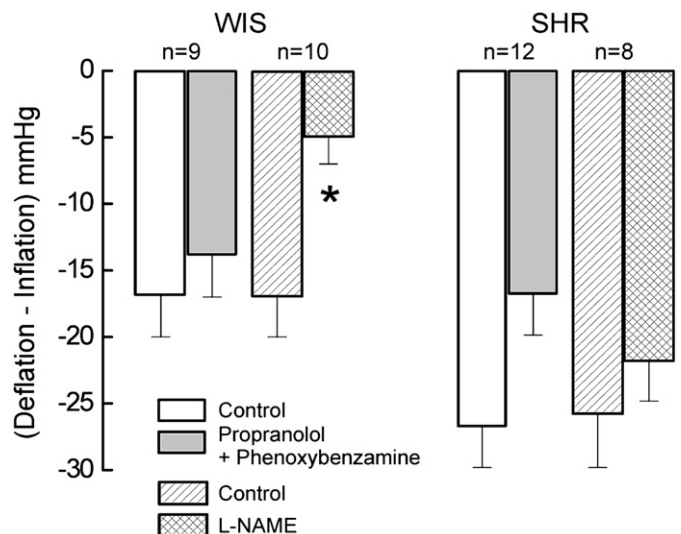 WIS
SHR
n=9
n=10
n=12
n=8
(Deflation - Inflation) mmHg
0
-5
-10
-15
-20
-25
-30
*
Control
Propranolol
+ Phenoxybenzamine
Control
L-NAME